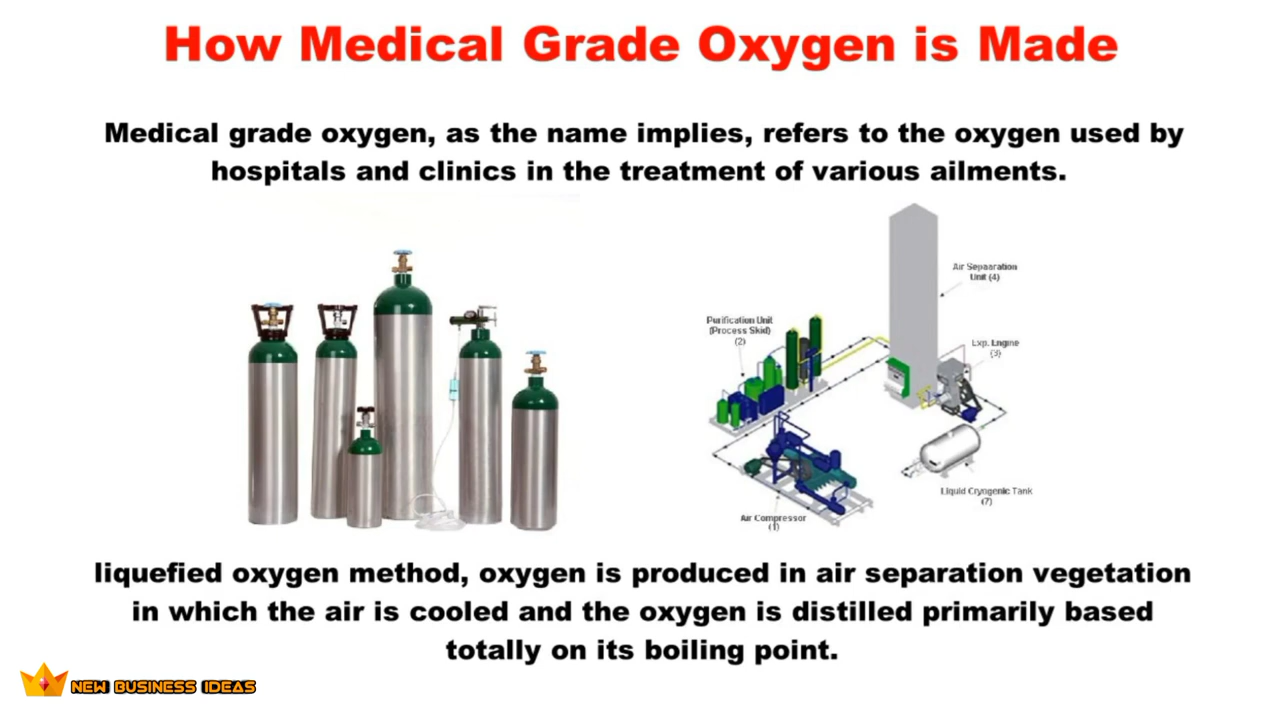 How Medical Grade Oxygen is Made
Medical grade oxygen, as the name implies, refers to the oxygen used by
hospitals and clinics in the treatment of various ailments.
Air Sepaaration
Unit (4)
Purification Unit
(Process Skid)
(2)
Exp. Engine
(3)
Liquid Cryogenic Tank
(7)
Air Compressor
(1)
liquefied oxygen method, oxygen is produced in air separation vegetation
in which the air is cooled and the oxygen is distilled primarily based
totally on its boiling point.
NEW BUSINESS IDEAS